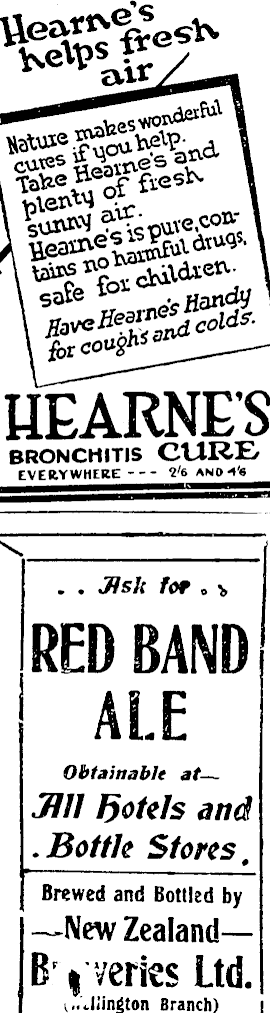 Hearne's
helps fresh
air
Nature makes wonderful
cures if you help.
Take Hearne's and
plenty of fresh
sunny air.
Hearne's is pure, con-
tains no harmful drugs,
safe for children.
Have Hearne's Handy
for coughs and colds.
HEARNE'S
BRONCHITIS CURE
EVERYWHERE --- 2/6 AND 4/6
. . Ask for . .
RED BAND
ALE
Obtainable at—
All Hotels and
. Bottle Stores .
Brewed and Bottled by
—New Zealand—
Breweries Ltd.
(Wellington Branch)